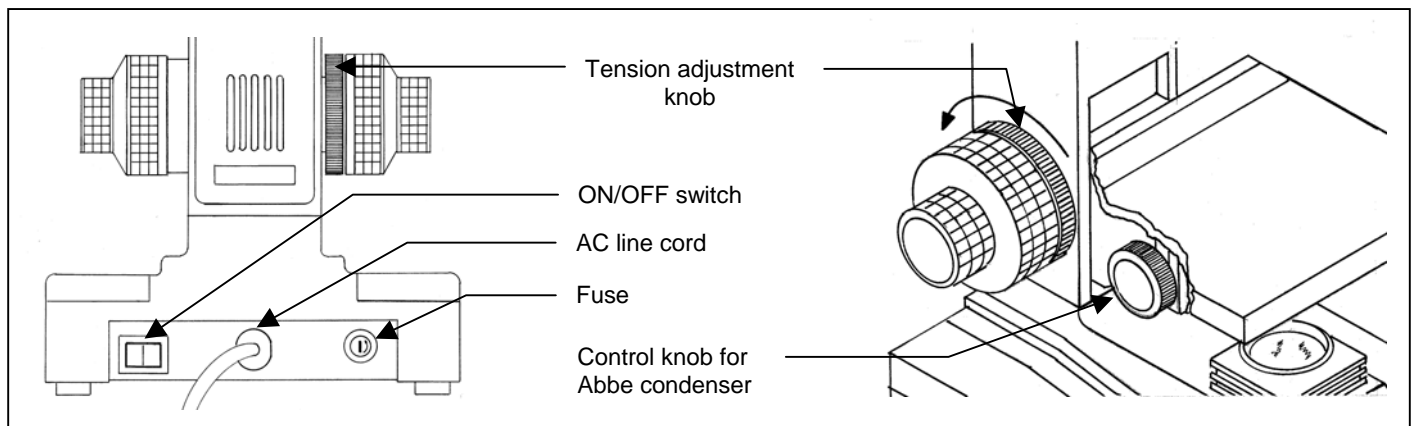 Tension adjustment
knob
ON/OFF switch
AC line cord
Fuse
Control knob for
Abbe condenser